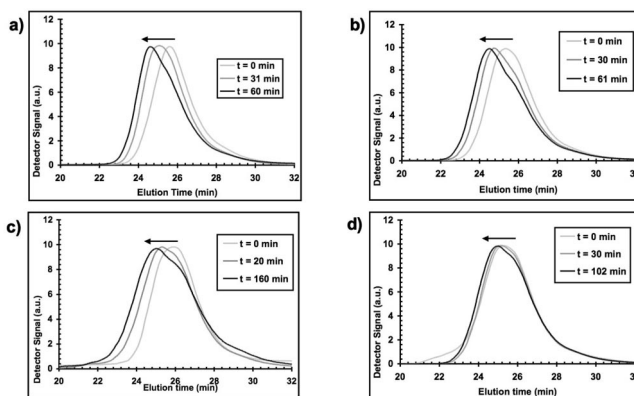 a)
Detector Signal (a.u.)
12
10
8
6
4
2
0
t = 0 min
t = 31 min
t = 60 min
20 22 24 26 28 30 32
Elution Time (min)
b)
Detector Signal (a.u.)
12
10
8
6
4
2
0
t = 0 min
t = 30 min
t = 61 min
20 22 24 26 28 30 32
Elution time (min)
c)
Detector Signal (a.u.)
12
10
8
6
4
2
0
t = 0 min
t = 20 min
t = 160 min
20 22 24 26 28 30 32
Elution time (min)
d)
Detector Signal (a.u.)
12
10
8
6
4
2
0
t = 0 min
t = 30 min
t = 102 min
20 22 24 26 28 30 32
Elution time (min)